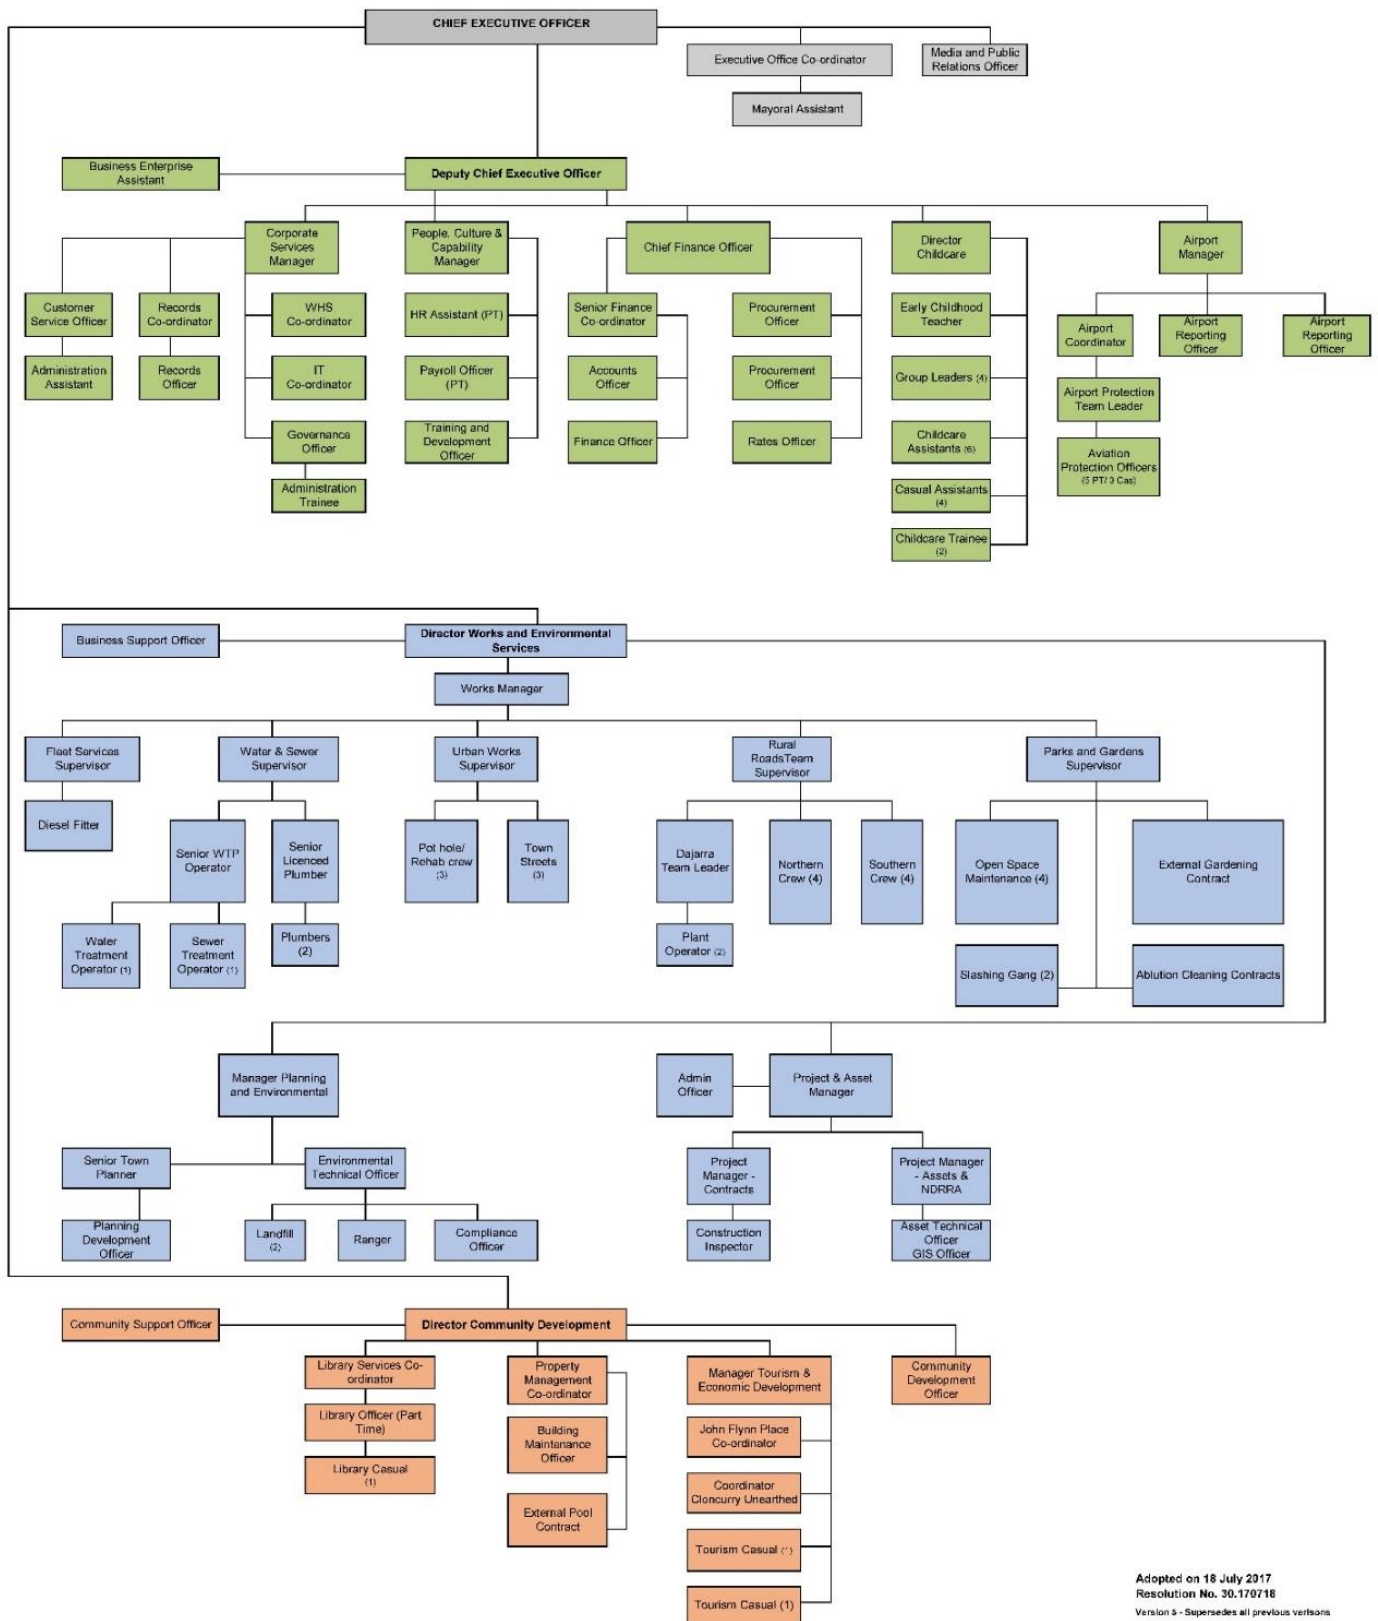 CHIEF EXECUTIVE OFFICER
Executive Office Co-ordinator
Media and Public
Relations Officer
Mayoral Assistant
Business Enterprise
Assistant
Deputy Chief Executive Officer
Corporate
Services
Manager
People, Culture &
Capability
Manager
Chief Finance Officer
Director
Childcare
Airport
Manager
Customer
Service Officer
Records
Co-ordinator
WHS
Co-ordinator
HR Assistant (PT)
Senior Finance
Co-ordinator
Procurement
Officer
Early Childhood
Teacher
Airport
Coordinator
Airport
Reporting
Officer
Airport
Reporting
Officer
Administration
Assistant
Records
Officer
IT
Co-ordinator
Payroll Officer
(PT)
Accounts
Officer
Procurement
Officer
Group Leaders (4)
Airport Protection
Team Leader
Governance
Officer
Training and
Development
Officer
Finance Officer
Rates Officer
Childcare
Assistants (6)
Aviation
Protection Officers
(5 PT/ 3 Cas)
Administration
Trainee
Casual Assistants
(4)
Childcare Trainee
(2)
Business Support Officer
Director Works and Environmental
Services
Works Manager
Fleet Services
Supervisor
Water & Sewer
Supervisor
Urban Works
Supervisor
Rural
RoadsTeam
Supervisor
Parks and Gardens
Supervisor
Diesel Fitter
Senior WTP
Operator
Senior
Licenced
Plumber
Pot hole/
Rehab crew
(3)
Town
Streets
(3)
Dajarra
Team Leader
Northern
Crew (4)
Southern
Crew (4)
Open Space
Maintenance (4)
External Gardening
Contract
Water
Treatment
Operator (1)
Sewer
Treatment
Operator (1)
Plumbers
(2)
Plant
Operator (2)
Slashing Gang (2)
Ablution Cleaning Contracts
Manager Planning
and Environmental
Admin
Officer
Project & Asset
Manager
Senior Town
Planner
Environmental
Technical Officer
Project
Manager -
Contracts
Project Manager
- Assets &
NDRRA
Planning
Development
Officer
Landfill
(2)
Ranger
Compliance
Officer
Construction
Inspector
Asset Technical
Officer
GIS Officer
Community Support Officer
Director Community Development
Library Services Co-
ordinator
Property
Management
Co-ordinator
Manager Tourism &
Economic Development
Community
Development
Officer
Library Officer (Part
Time)
Building
Maintenance
Officer
John Flynn Place
Co-ordinator
Library Casual
(1)
Coordinator
Cloncurry Unearthed
External Pool
Contract
Tourism Casual (1)
Tourism Casual (1)
Adopted on 18 July 2017
Resolution No. 30.170718
Version 5 - Supersedes all previous verisons